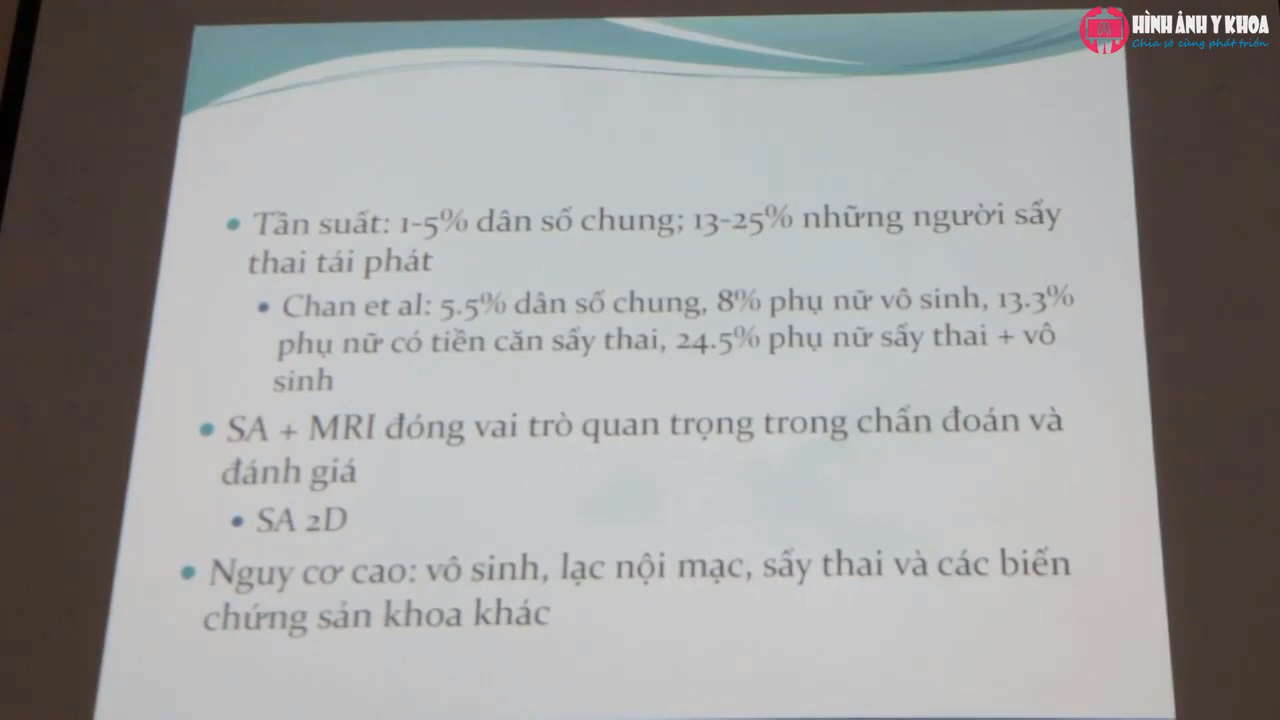 HÌNH ẢNH Y KHOA
Chia sẻ cùng phát triển
• Tần suất: 1-5% dân số chung; 13-25% những người sẩy
thai tái phát
• Chan et al: 5.5% dân số chung, 8% phụ nữ vô sinh, 13.3%
phụ nữ có tiền căn sẩy thai, 24.5% phụ nữ sẩy thai + vô
sinh
• SA + MRI đóng vai trò quan trọng trong chẩn đoán và
đánh giá
• SA 2D
• Nguy cơ cao: vô sinh, lạc nội mạc, sẩy thai và các biến
chứng sản khoa khác